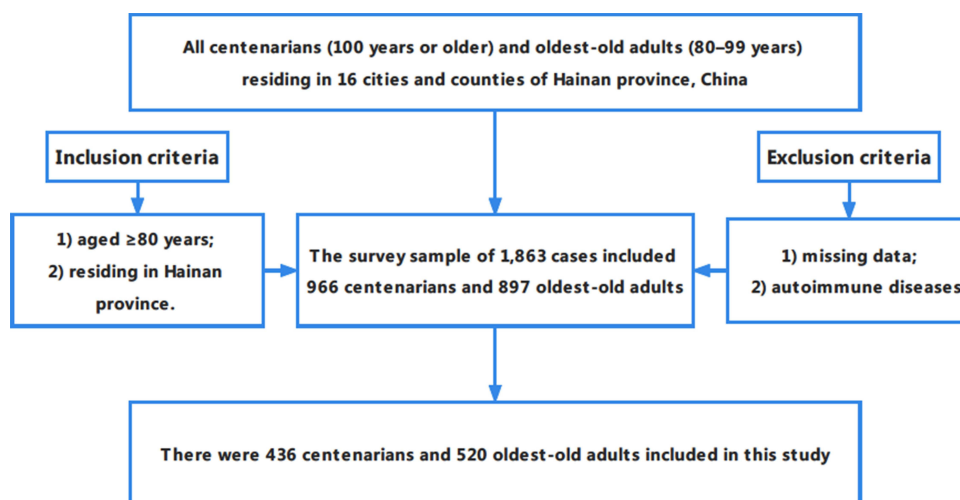 All centenarians (100 years or older) and oldest-old adults (80–99 years)
residing in 16 cities and counties of Hainan province, China
Inclusion criteria
Exclusion criteria
1) aged ≥80 years;
2) residing in Hainan
province.
The survey sample of 1,863 cases included
966 centenarians and 897 oldest-old adults
1) missing data;
2) autoimmune diseases
There were 436 centenarians and 520 oldest-old adults included in this study